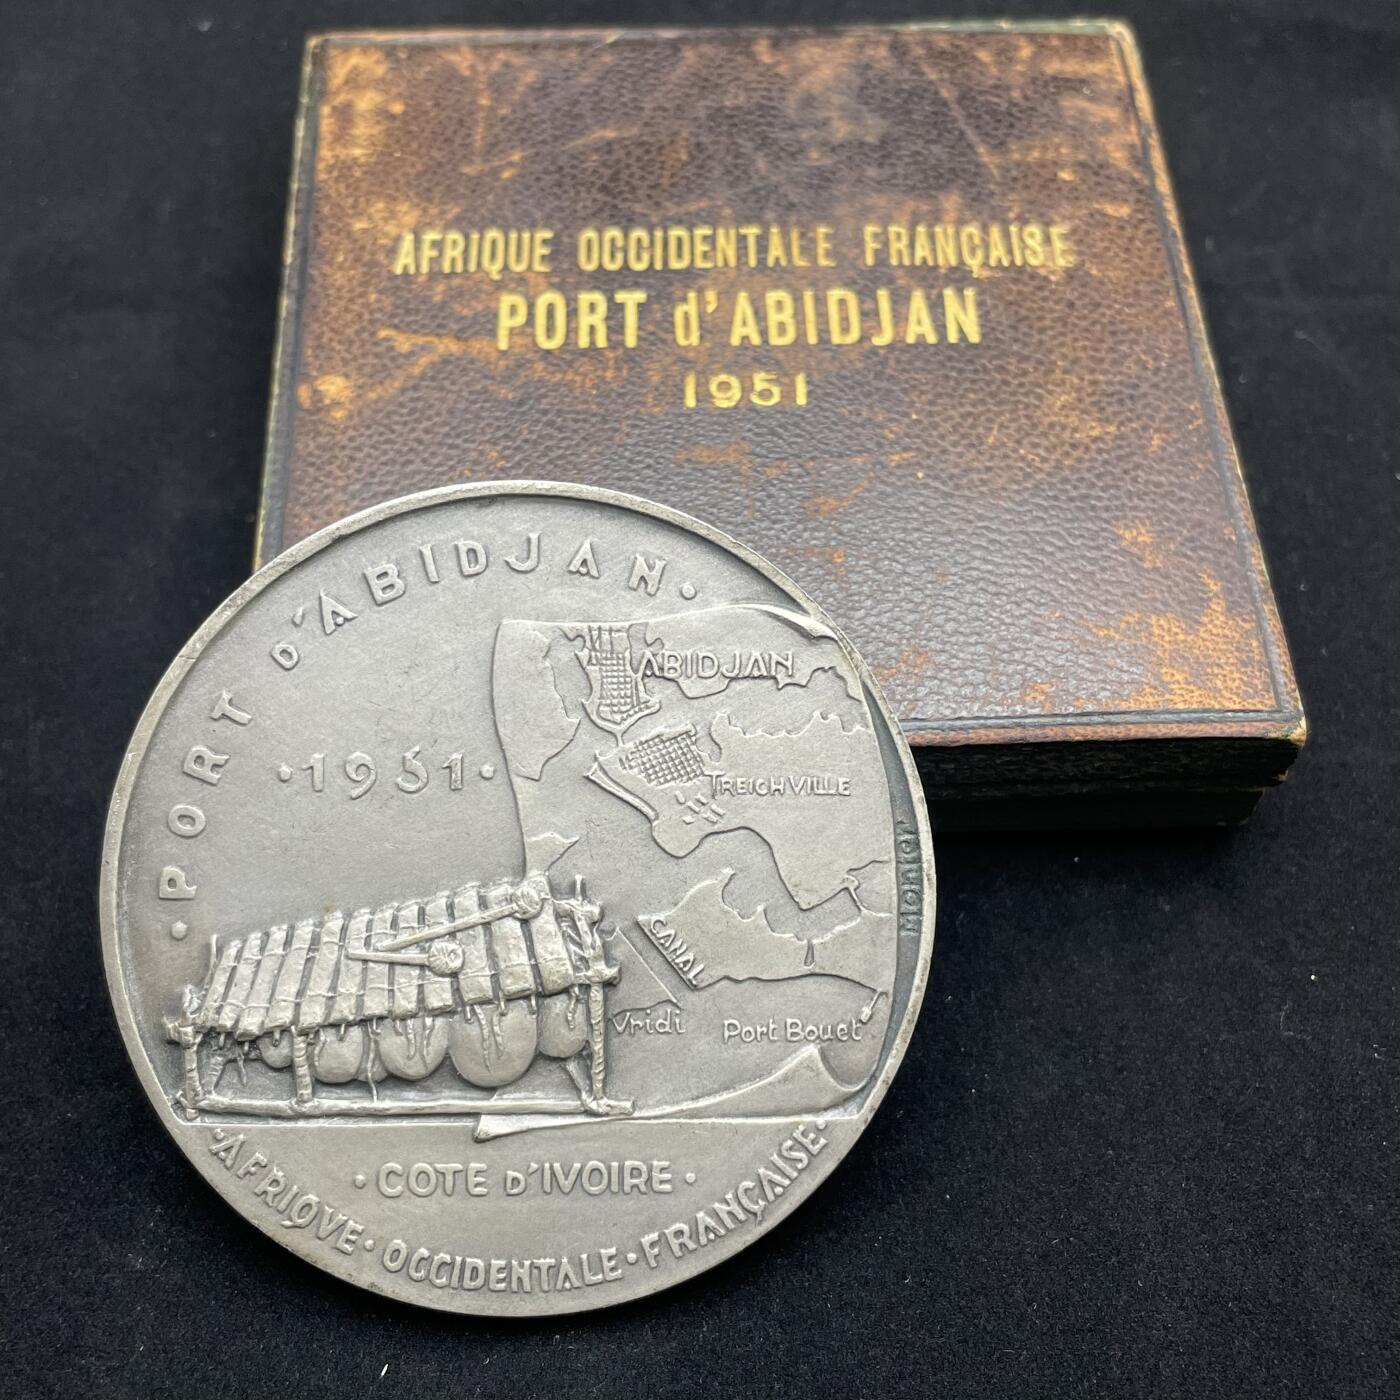 AFRIQUE OCCIDENTALE FRANÇAISE
PORT d'ABIDJAN
1951
·PORT D'ABIDJAN·
·1951·
ABIDJAN
TREICHVILLE
CANAL
Vridi
Port Bouet
Monier
·COTE D'IVOIRE·
·AFRIQVE·OCCIDENTALE·FRANÇAISE·